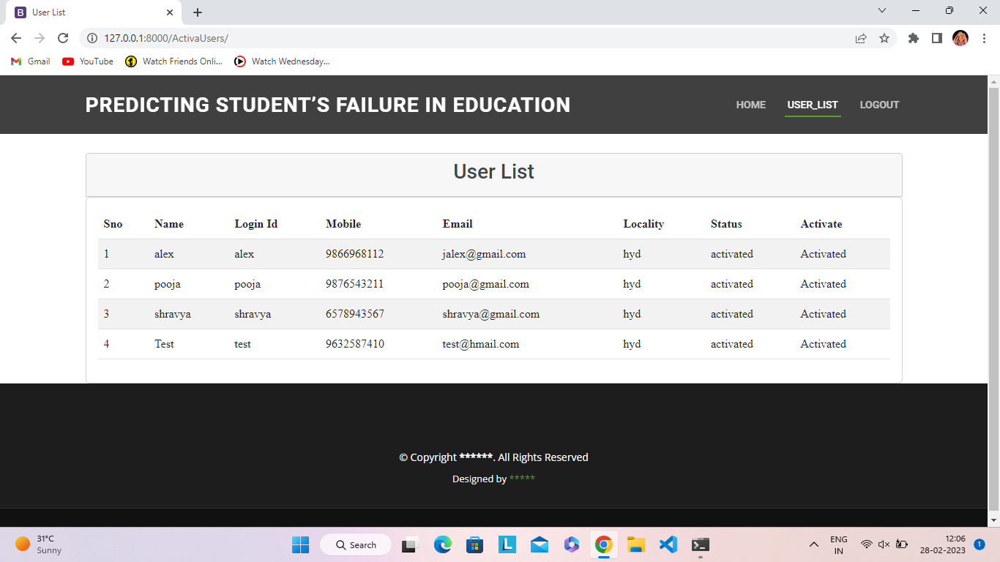 User List
127.0.0.1:8000/ActivaUsers/
Gmail YouTube Watch Friends Onli... Watch Wednesday...
PREDICTING STUDENT’S FAILURE IN EDUCATION HOME USER_LIST LOGOUT
User List
Sno Name Login Id Mobile Email Locality Status Activate
1 alex alex 9866968112 jalex@gmail.com hyd activated Activated
2 pooja pooja 9876543211 pooja@gmail.com hyd activated Activated
3 shravya shravya 6578943567 shravya@gmail.com hyd activated Activated
4 Test test 9632587410 test@hmail.com hyd activated Activated
© Copyright ******. All Rights Reserved
Designed by *****
31°C
Sunny
Search
ENG
IN
12:06
28-02-2023
1